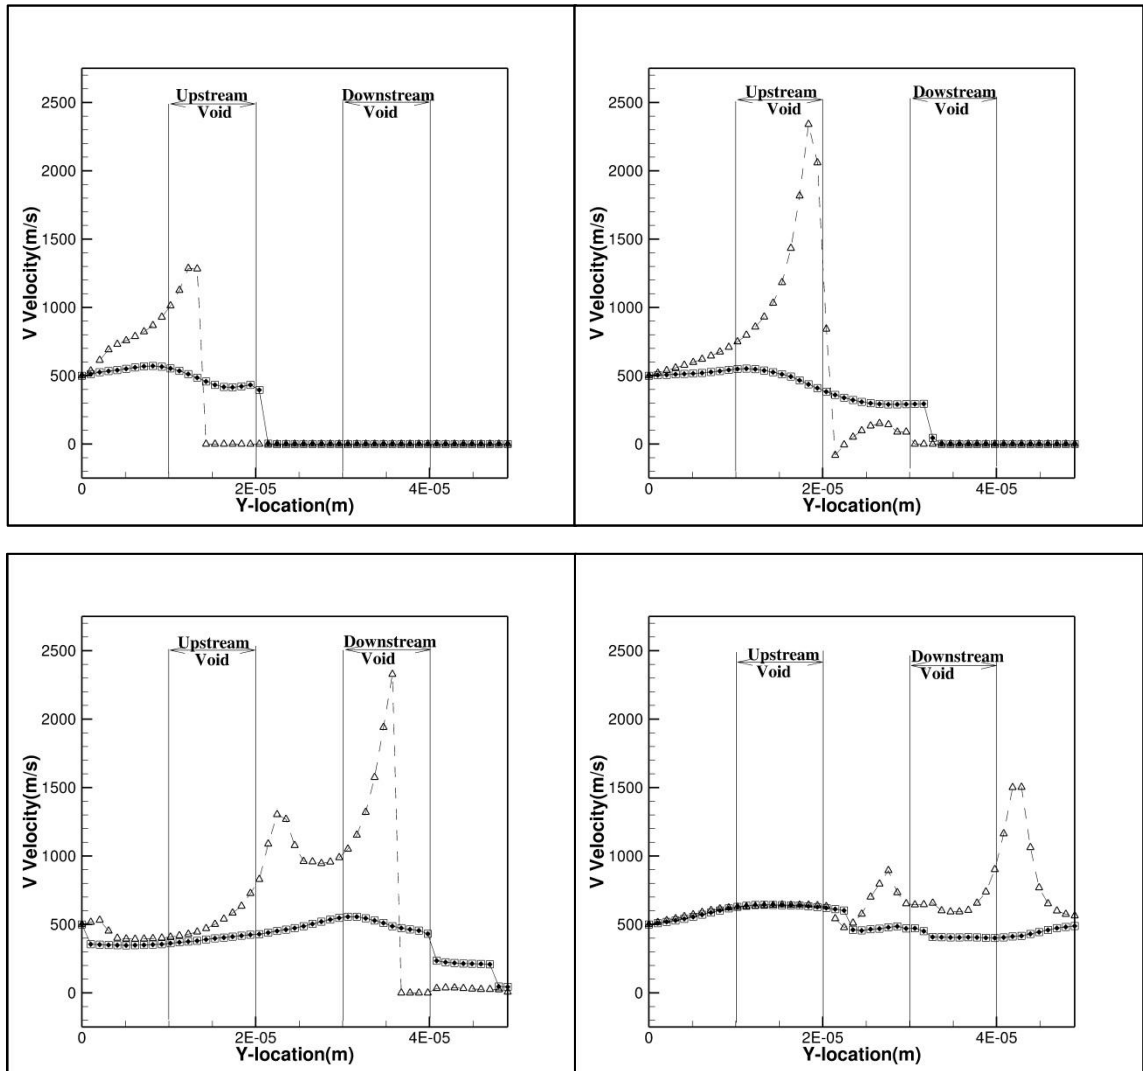 2500
2000
1500
1000
500
0
V Velocity(m/s)
Upstream
Void
Downstream
Void
0
2E-05
4E-05
Y-location(m)
2500
2000
1500
1000
500
0
V Velocity(m/s)
Upstream
Void
Dowstream
Void
0
2E-05
4E-05
Y-location(m)
2500
2000
1500
1000
500
0
V Velocity(m/s)
Upstream
Void
Downstream
Void
0
2E-05
4E-05
Y-location(m)
2500
2000
1500
1000
500
0
V Velocity(m/s)
Upstream
Void
Downstream
Void
0
2E-05
4E-05
Y-location(m)